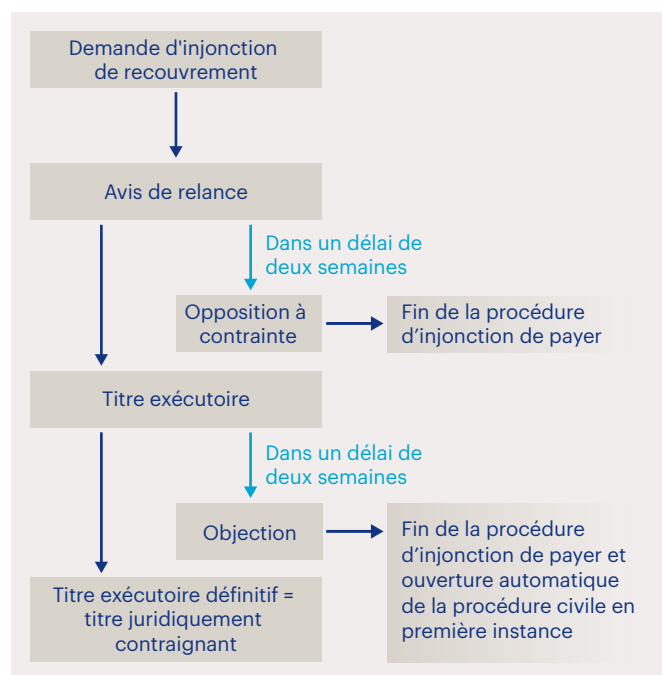 Demande d'injonction
de recouvrement
Avis de relance
Dans un délai de
deux semaines
Opposition à
contrainte
Fin de la procédure
d’injonction de payer
Titre exécutoire
Dans un délai de
deux semaines
Objection
Fin de la procédure
d’injonction de payer et
ouverture automatique
de la procédure civile en
première instance
Titre exécutoire définitif =
titre juridiquement
contraignant